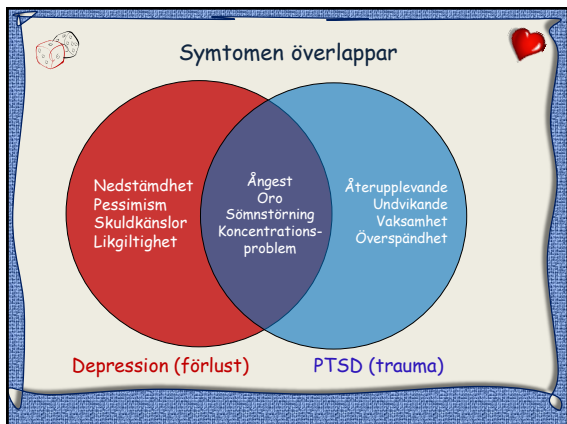 Symtomen överlappar
Nedstämdhet
Pessimism
Skuldkänslor
Likgiltighet
Ångest
Oro
Sömnstörning
Koncentrations-
problem
Återupplevande
Undvikande
Vaksamhet
Överspändhet
Depression (förlust)
PTSD (trauma)